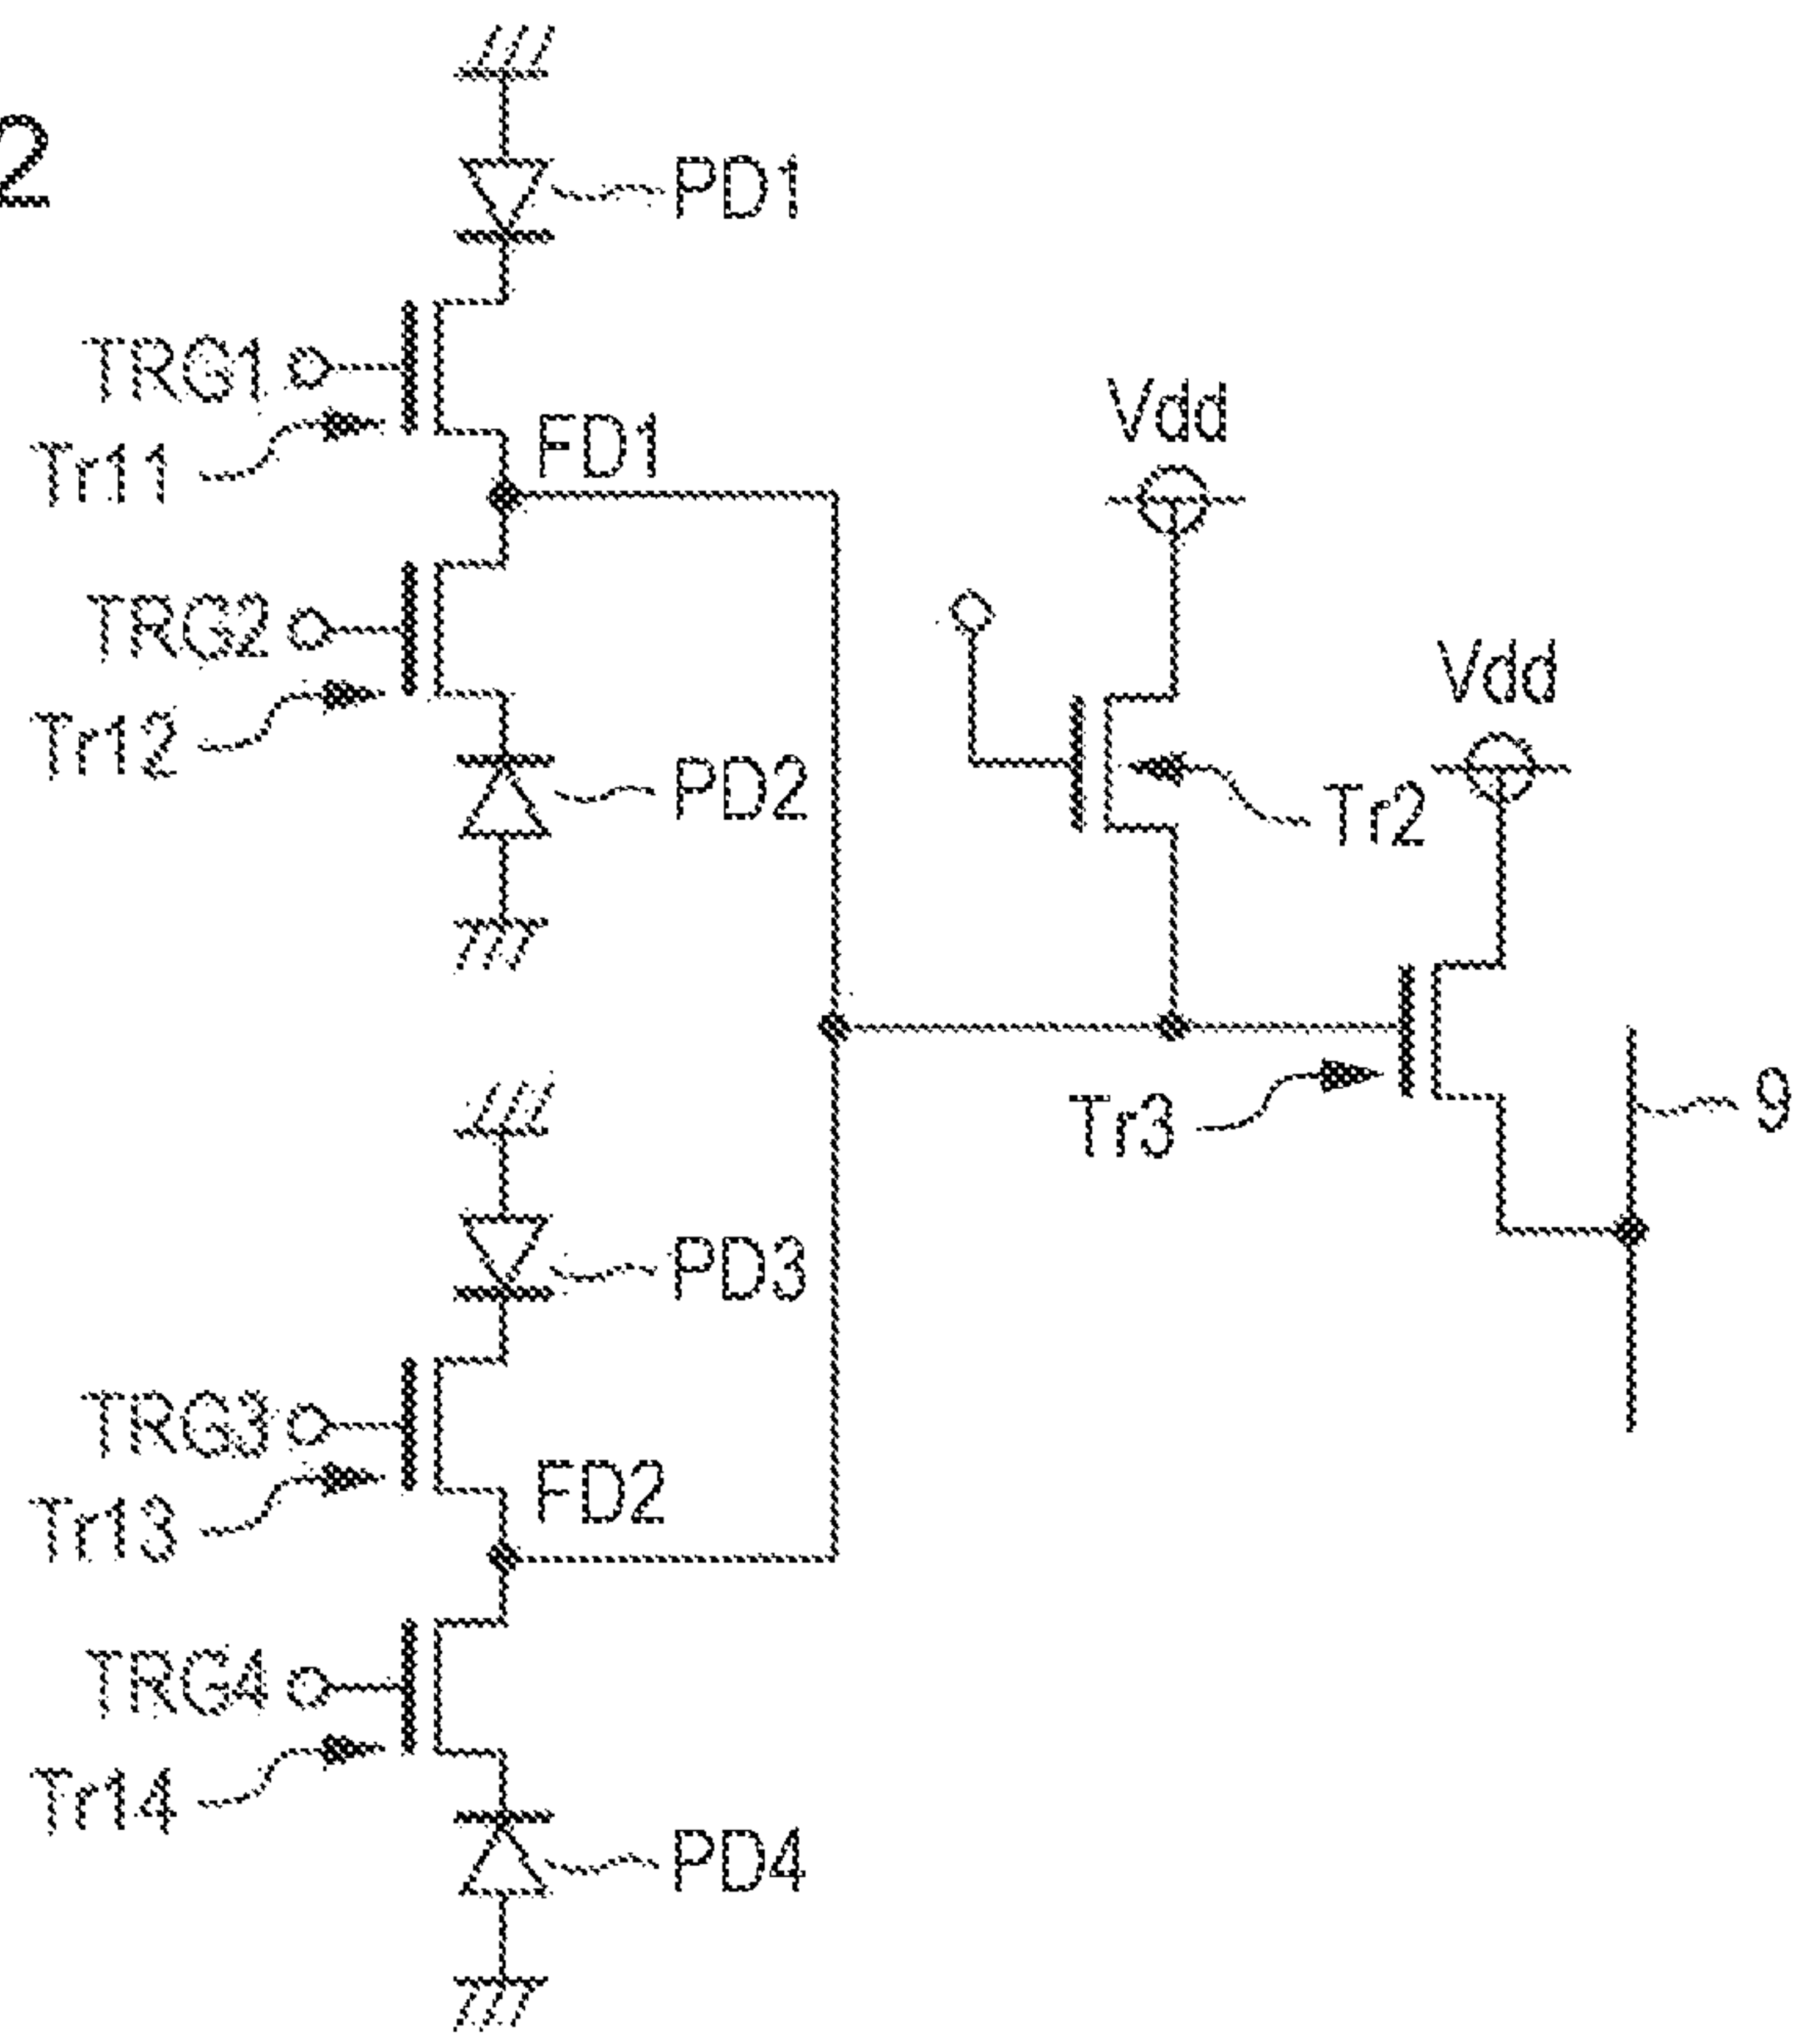 2
PD1
TRG1
Tr11
FD1
Vdd
TRG2
Tr12
PD2
Vdd
Tr2
PD3
Tr3
9
TRG3
Tr13
FD2
TRG4
Tr14
PD4